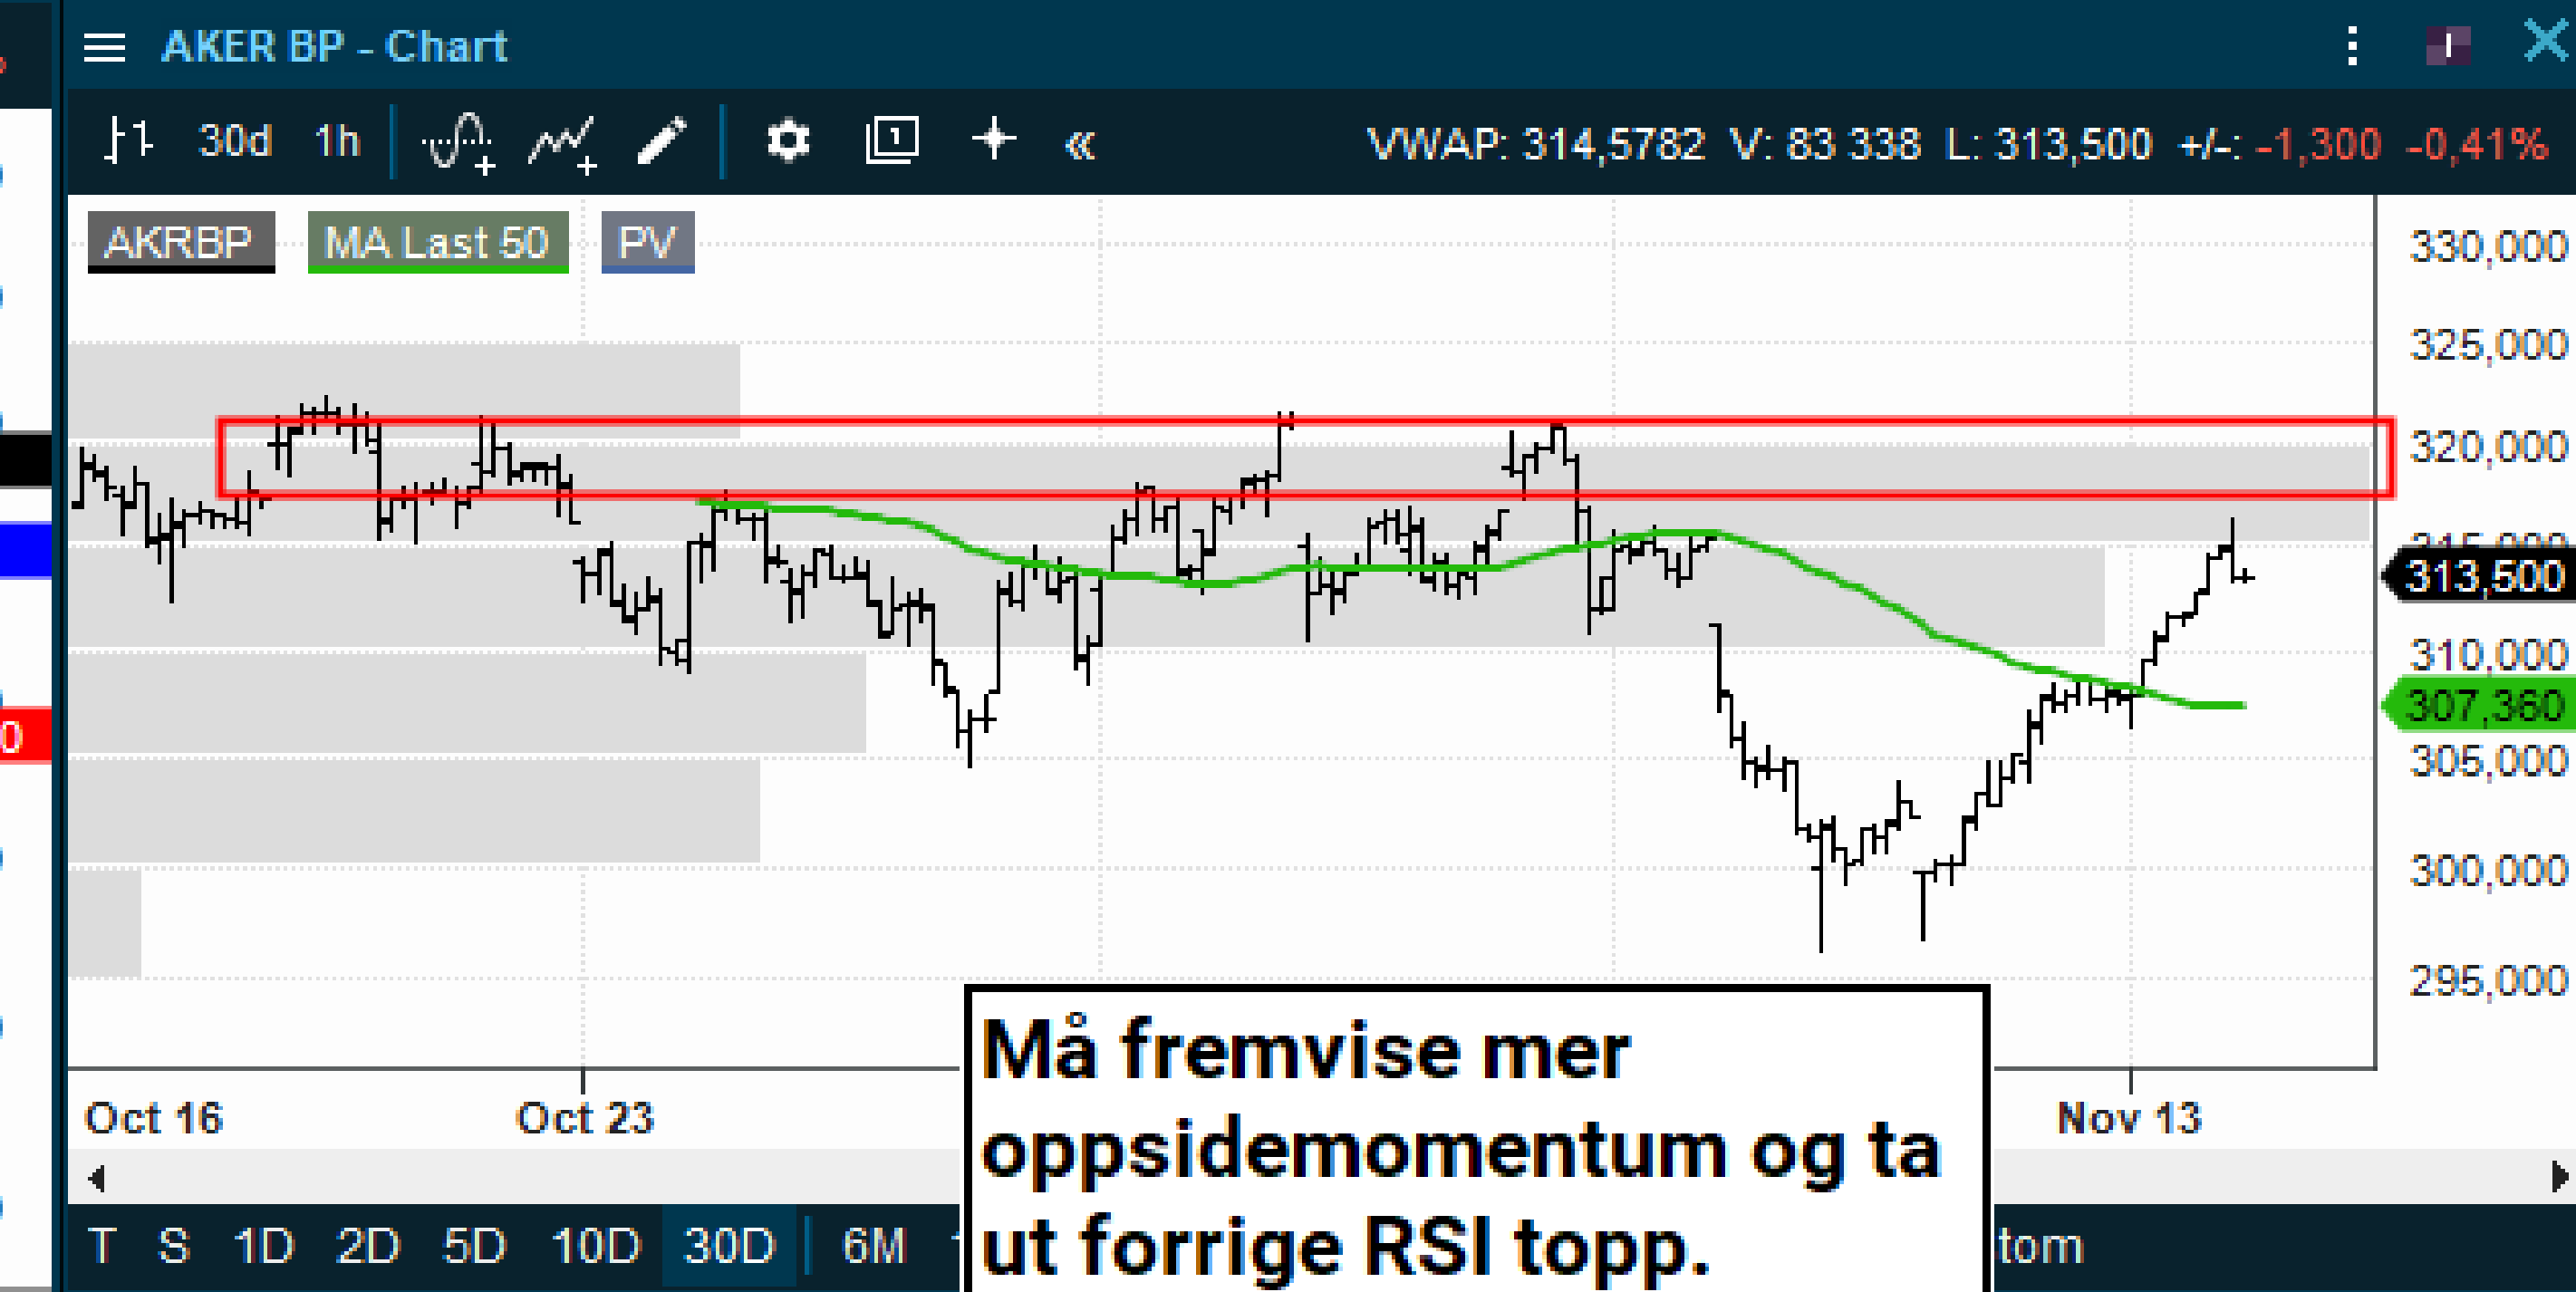 AKER BP - Chart
30d 1h VWAP: 314,5782 V: 83 338 L: 313,500 +/-: -1,300 -0,41%
AKRBP MA Last 50 PV
330,000
325,000
320,000
315,000
313,500
310,000
307,360
305,000
300,000
295,000
Må fremvise mer
oppsidemomentum og ta
ut forrige RSI topp.
Oct 16 Oct 23 Nov 13
T S 1D 2D 5D 10D 30D 6M